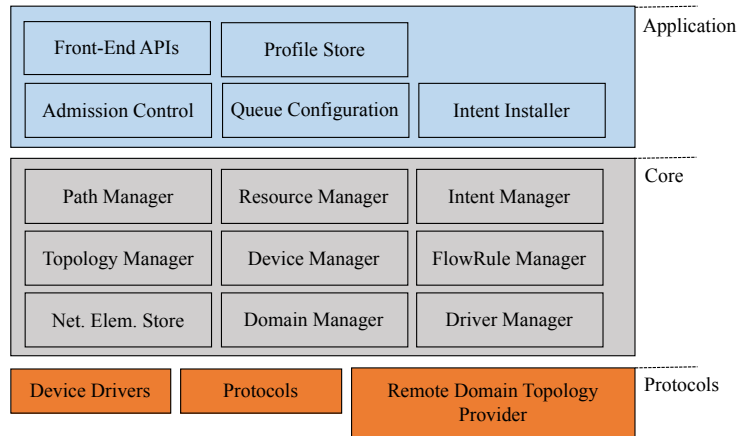 Application
Front-End APIs
Profile Store
Admission Control
Queue Configuration
Intent Installer
Core
Path Manager
Resource Manager
Intent Manager
Topology Manager
Device Manager
FlowRule Manager
Net. Elem. Store
Domain Manager
Driver Manager
Protocols
Device Drivers
Protocols
Remote Domain Topology
Provider